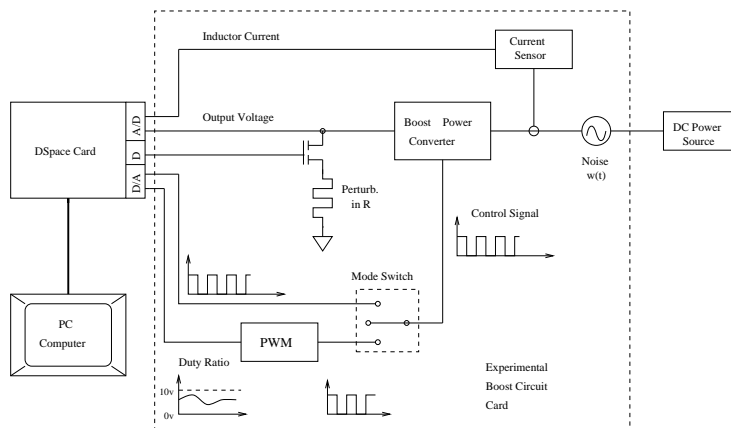 Inductor Current
Current
Sensor
A/D
Output Voltage
Boost Power
Converter
DC Power
Source
DSpace Card
D
Noise
w(t)
D/A
Perturb.
in R
Control Signal
Mode Switch
PC
Computer
PWM
Duty Ratio
10v
0v
Experimental
Boost Circuit
Card